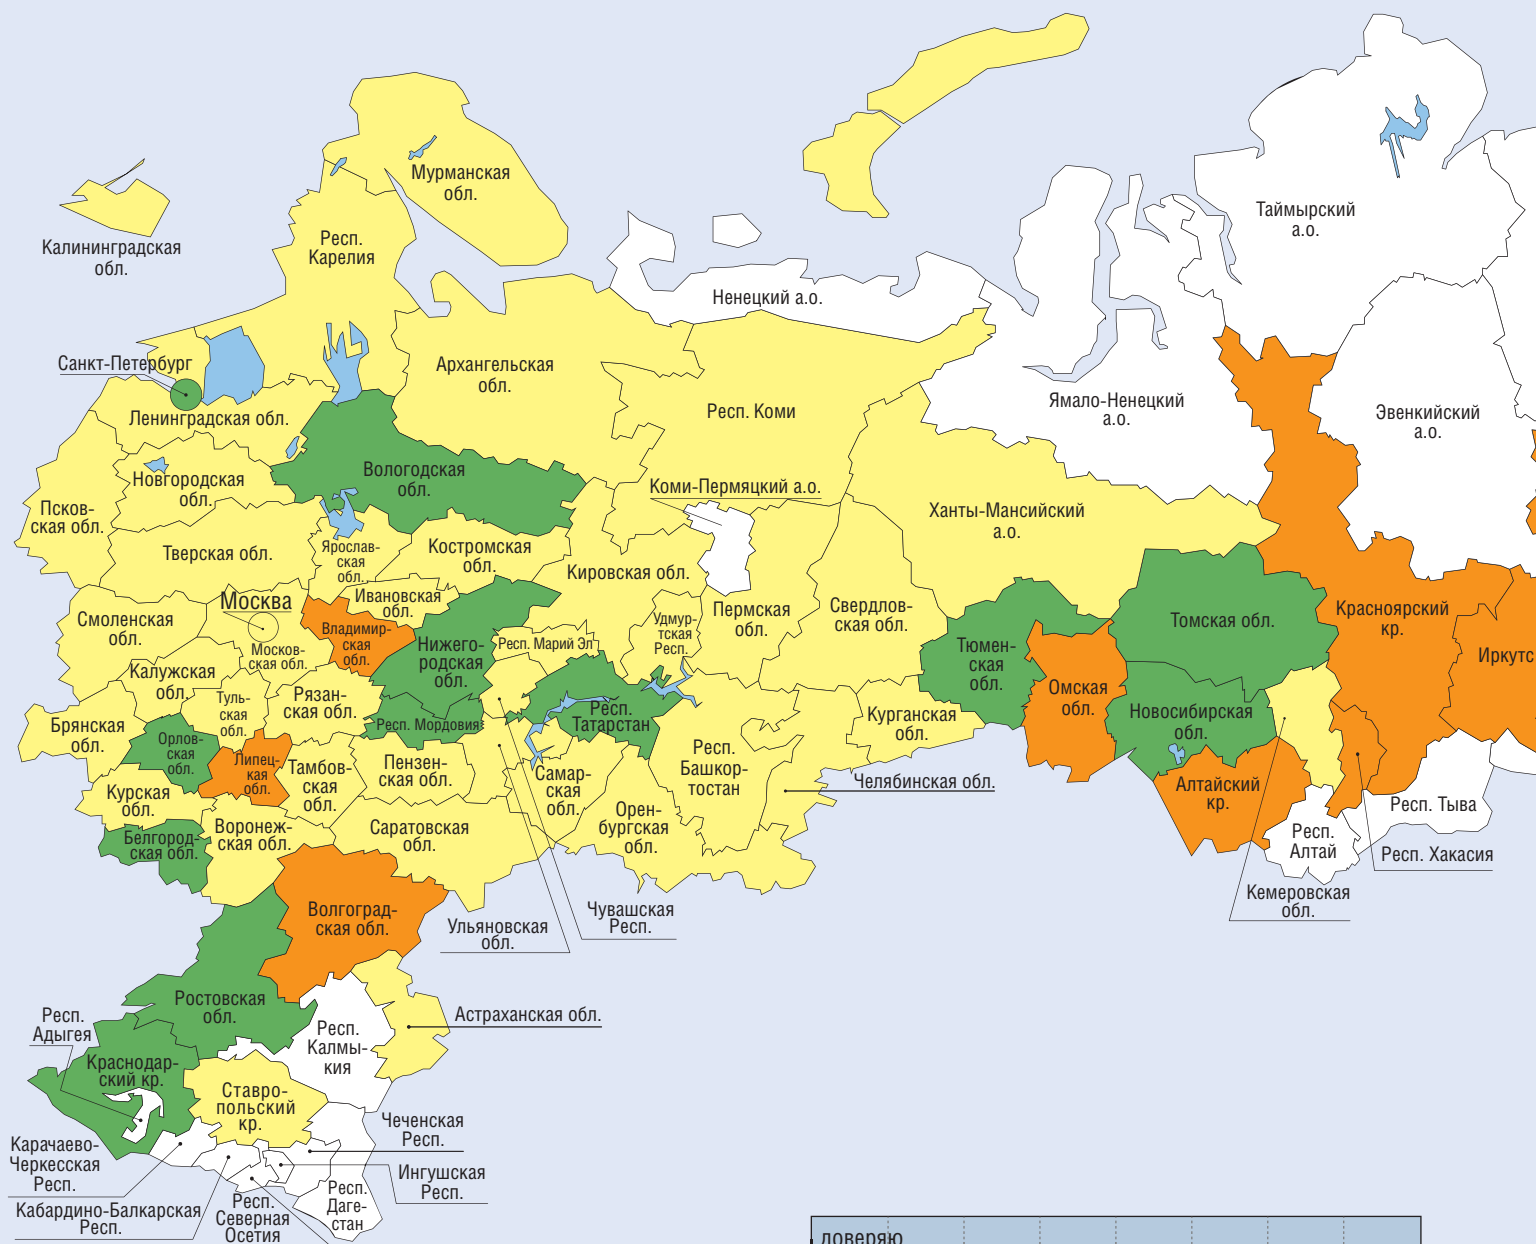 Мурманская
обл.
Калининградская
обл.
Респ.
Карелия
Таймырский
а.о.
Ненецкий а.о.
Санкт-Петербург
Архангельская
обл.
Ямало-Ненецкий
а.о.
Эвенкийский
а.о.
Ленинградская обл.
Респ. Коми
Вологодская
обл.
Новгородская
обл.
Коми-Пермяцкий а.о.
Псков-
ская обл.
Ханты-Мансийский
а.о.
Тверская обл.
Ярослав-
ская
обл.
Костромская
обл.
Кировская обл.
Москва
Ивановская
обл.
Смоленская
обл.
Владимир-
ская
обл.
Москов-
ская обл.
Нижего-
родская
обл.
Респ. Марий Эл
Удмурт-
ская
Респ.
Пермская
обл.
Свердлов-
ская обл.
Тюмен-
ская
обл.
Томская обл.
Красноярский
кр.
Иркутс
Калужская
обл.
Туль-
ская
обл.
Рязан-
ская обл.
Омская
обл.
Брянская
обл.
Орлов-
ская
обл.
Респ. Мордовия
Респ.
Татарстан
Курганская
обл.
Новосибирская
обл.
Липец-
кая
обл.
Тамбов-
ская
обл.
Пензен-
ская обл.
Самар-
ская
обл.
Респ.
Башкор-
тостан
Челябинская обл.
Алтайский
кр.
Курская
обл.
Респ. Тыва
Белгород-
ская обл.
Воронеж-
ская обл.
Саратовская
обл.
Орен-
бургская
обл.
Респ.
Алтай
Респ. Хакасия
Кемеровская
обл.
Волгоград-
ская обл.
Ульяновская
обл.
Чувашская
Респ.
Ростовская
обл.
Астраханская обл.
Респ.
Адыгея
Респ.
Калмы-
кия
Краснодар-
ский кр.
Ставро-
польский
кр.
Чеченская
Респ.
Карачаево-
Черкесская
Респ.
Ингушская
Респ.
Кабардино-Балкарская
Респ.
Респ.
Северная
Осетия
Респ.
Даге-
стан
доверяю